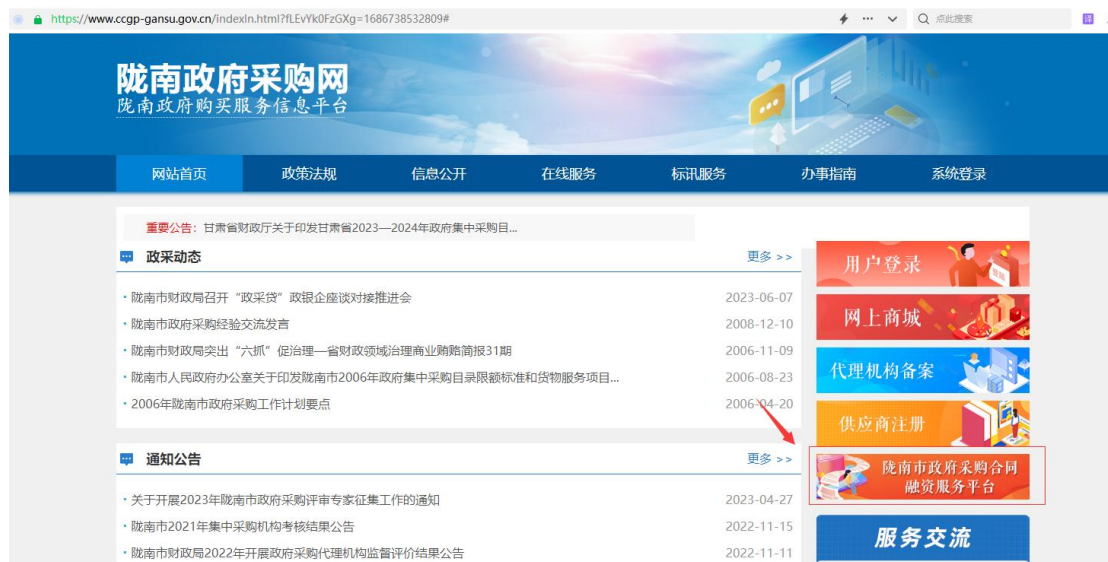 https://www.ccgp-gansu.gov.cn/indexIn.html?fLEvYk0FzGXg=1686738532809#
点此搜索
译
陇南政府采购网
陇南政府购买服务信息平台
网站首页 政策法规 信息公开 在线服务 标讯服务 办事指南 系统登录
重要公告：甘肃省财政厅关于印发甘肃省2023—2024年政府集中采购目...
政采动态 更多 >>
陇南市财政局召开“政采贷”政银企座谈对接推进会 2023-06-07
陇南市政府采购经验交流发言 2008-12-10
陇南市财政局突出“六抓”促治理—省财政领域治理商业贿赂简报31期 2006-11-09
陇南市人民政府办公室关于印发陇南市2006年政府集中采购目录限额标准和货物服务项目... 2006-08-23
2006年陇南市政府采购工作计划要点 2006-04-20
用户登录
网上商城
代理机构备案
供应商注册
陇南市政府采购合同
融资服务平台
通知公告 更多 >>
关于开展2023年陇南市政府采购评审专家征集工作的通知 2023-04-27
陇南市2021年集中采购机构考核结果公告 2022-11-15
陇南市财政局2022年开展政府采购代理机构监督评价结果公告 2022-11-11
服务交流